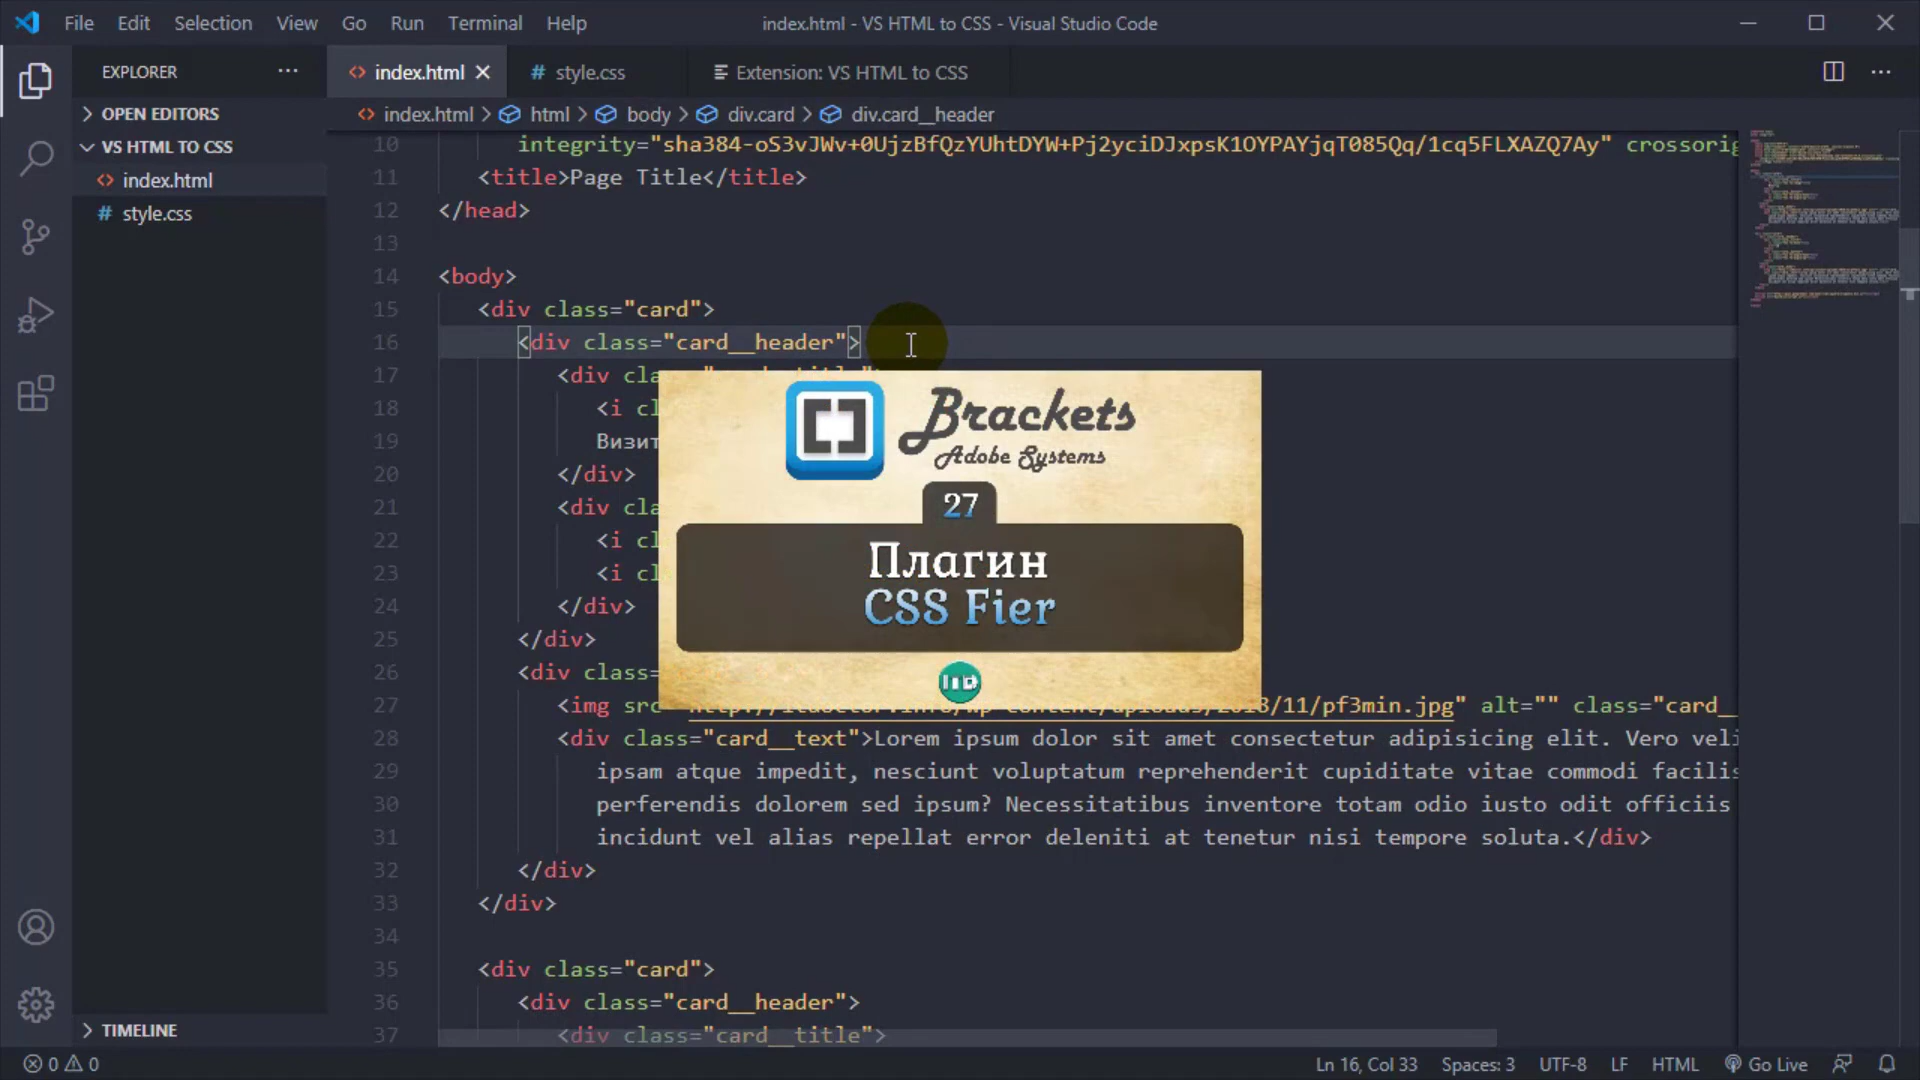 File Edit Selection View Go Run Terminal Help index.html - VS HTML to CSS - Visual Studio Code
EXPLORER
index.html style.css Extension: VS HTML to CSS
OPEN EDITORS
VS HTML TO CSS
index.html
style.css
TIMELINE
index.html > html > body > div.card > div.card__header
10 integrity="sha384-oS3vJWv+0UjzBfQzYUhtDYW+Pj2yciDJxpsK1OYPAYjqT085Qq/1cq5FLXAZQ7Ay" crossorig
11 <title>Page Title</title>
12 </head>
13
14 <body>
15 <div class="card">
16 <div class="card__header">
17 <div cla
18 <i cl
19 Визит
20 </div>
21 <div cla
22 <i cl
23 <i cl
24 </div>
25 </div>
26 <div class=
27 <img src /11/pf3min.jpg" alt="" class="card__
28 <div class="card__text">Lorem ipsum dolor sit amet consectetur adipisicing elit. Vero veli
29 ipsam atque impedit, nesciunt voluptatum reprehenderit cupiditate vitae commodi facilis
30 perferendis dolorem sed ipsum? Necessitatibus inventore totam odio iusto odit officiis
31 incidunt vel alias repellat error deleniti at tenetur nisi tempore soluta.</div>
32 </div>
33 </div>
34
35 <div class="card">
36 <div class="card__header">
37 <div class="card__title">
Brackets
Adobe Systems
27
Плагин
CSS Fier
0 0
Ln 16, Col 33 Spaces: 3 UTF-8 LF HTML Go Live